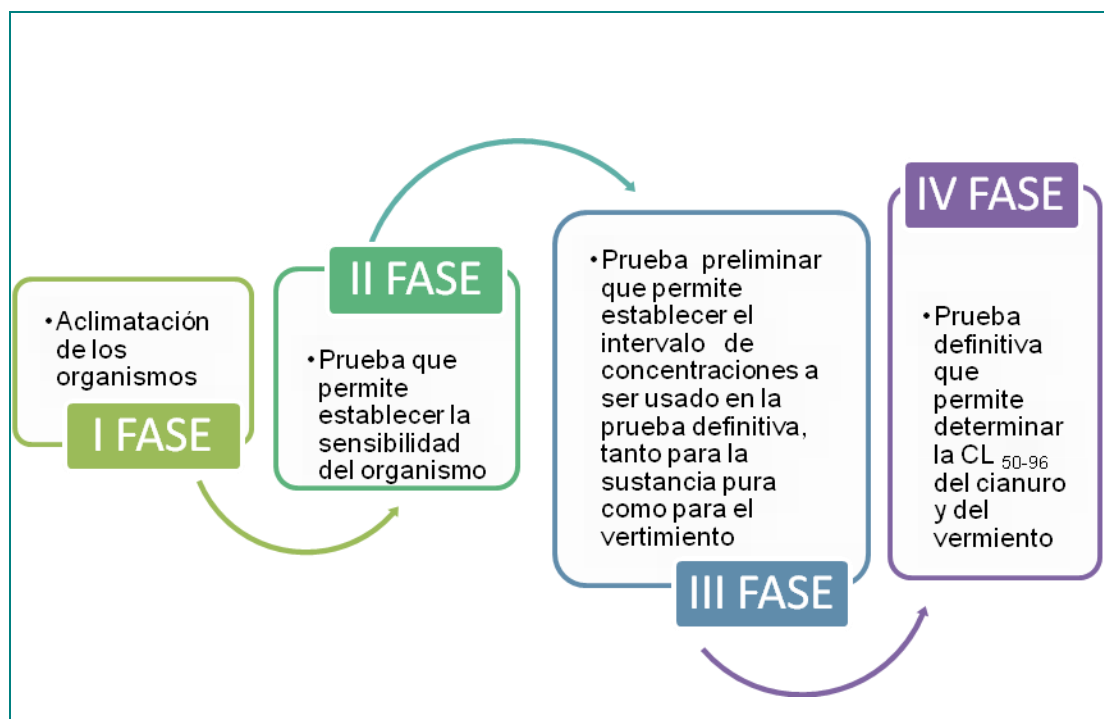 •Aclimatación
de los
organismos
I FASE
II FASE
•Prueba que
permite
establecer la
sensibilidad
del organismo
•Prueba preliminar
que permite
establecer el
intervalo de
concentraciones a
ser usado en la
prueba definitiva,
tanto para la
sustancia pura
como para el
vertimiento
III FASE
IV FASE
•Prueba
definitiva
que
permite
determinar
la CL 50-96
del cianuro
y del
vermiento